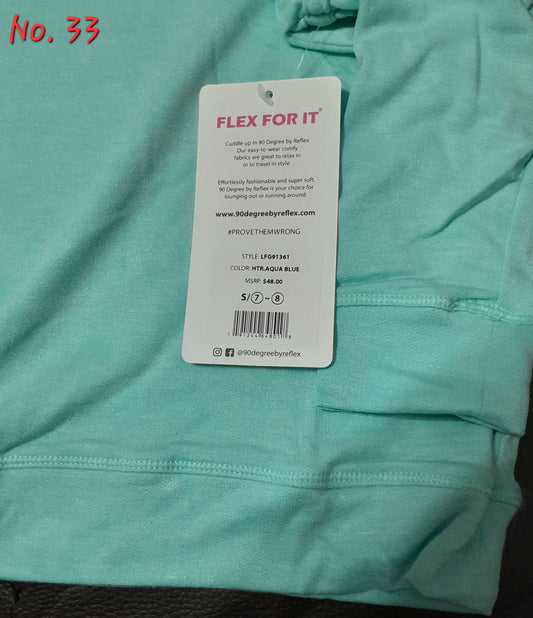 No. 33
FLEX FOR IT®
Cuddle up in 90 Degree by Reflex.
Our easy-to-wear comfy
fabrics are great to relax in
or to travel in style.
Effortlessly fashionable and super soft,
90 Degree by Reflex is your choice for
lounging out or running around.
www.90degreebyreflex.com
#PROVETHEMWRONG
STYLE: LFG91361
COLOR: HTR.AQUA BLUE
MSRP: $48.00
S/7~8
@90degreebyreflex